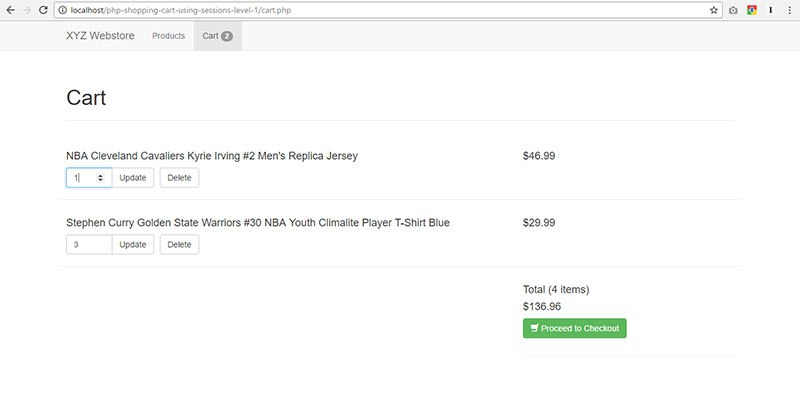 localhost/php-shopping-cart-using-sessions-level-1/cart.php
XYZ Webstore Products Cart 2
Cart
NBA Cleveland Cavaliers Kyrie Irving #2 Men's Replica Jersey $46.99
1 Update Delete
Stephen Curry Golden State Warriors #30 NBA Youth Climalite Player T-Shirt Blue $29.99
3 Update Delete
Total (4 items)
$136.96
Proceed to Checkout